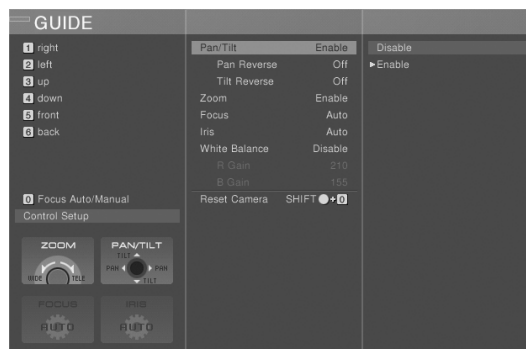 GUIDE
1 right
2 left
3 up
4 down
5 front
6 back
0 Focus Auto/Manual
Control Setup
ZOOM
WIDE TELE
PAN/TILT
TILT
PAN PAN
TILT
FOCUS
AUTO
IRIS
AUTO
Pan/Tilt Enable
Pan Reverse Off
Tilt Reverse Off
Zoom Enable
Focus Auto
Iris Auto
White Balance Disable
R Gain 210
B Gain 155
Reset Camera SHIFT + 0
Disable
Enable